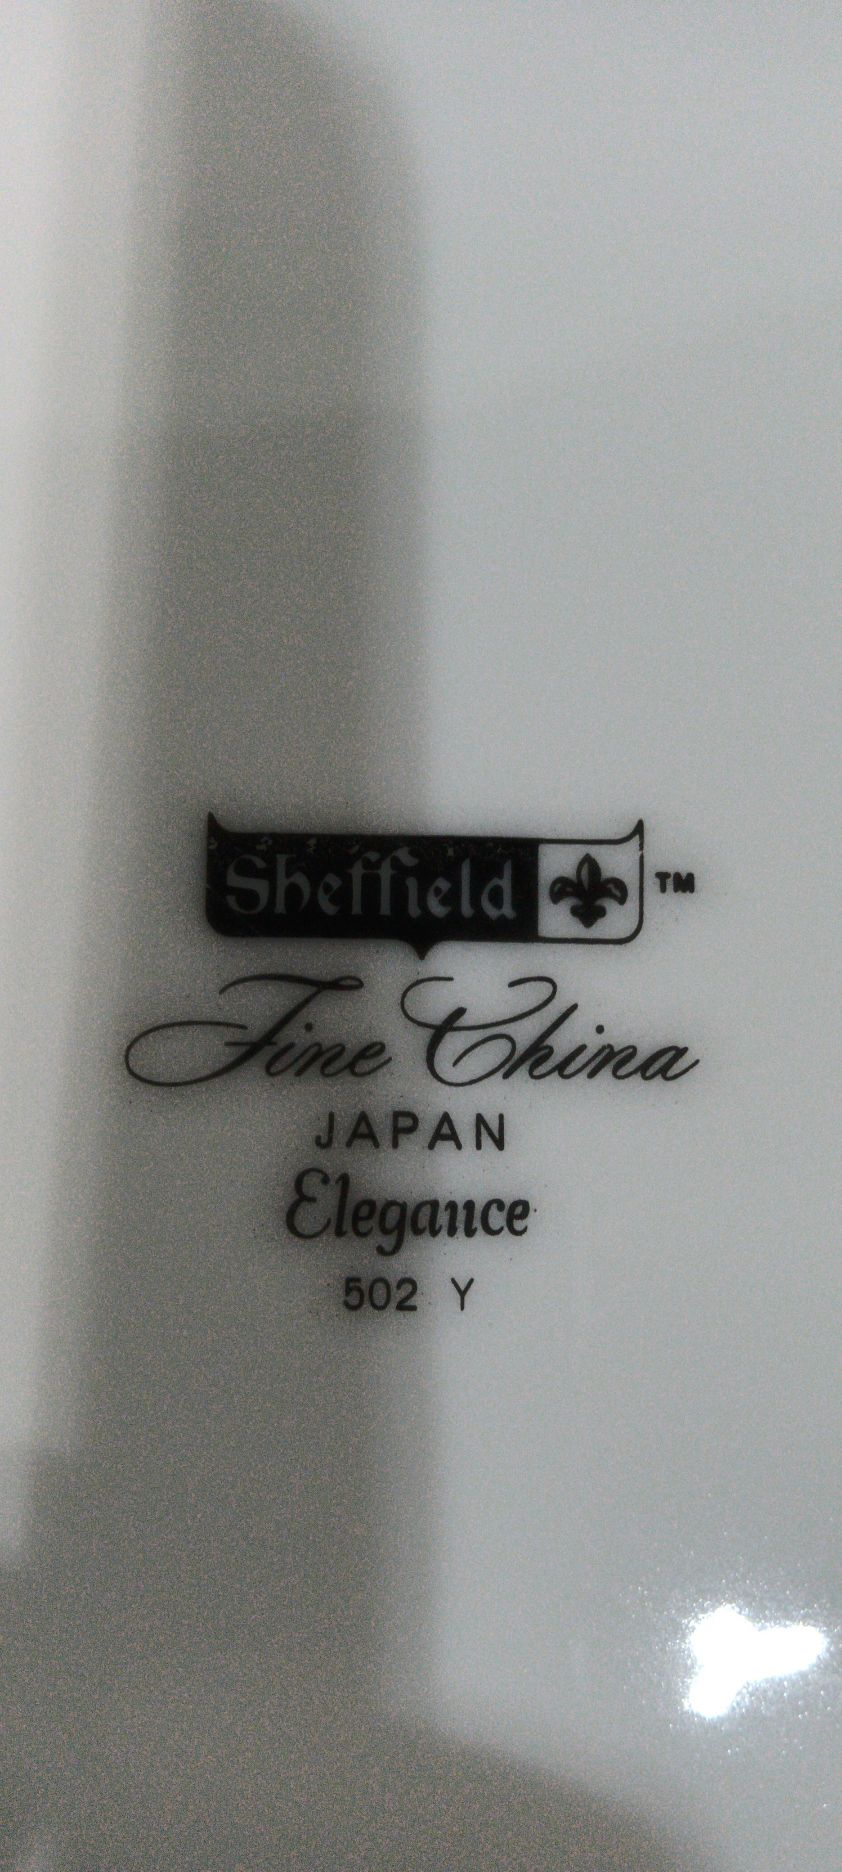 Sheffield TM
Fine China
JAPAN
Elegance
502 Y